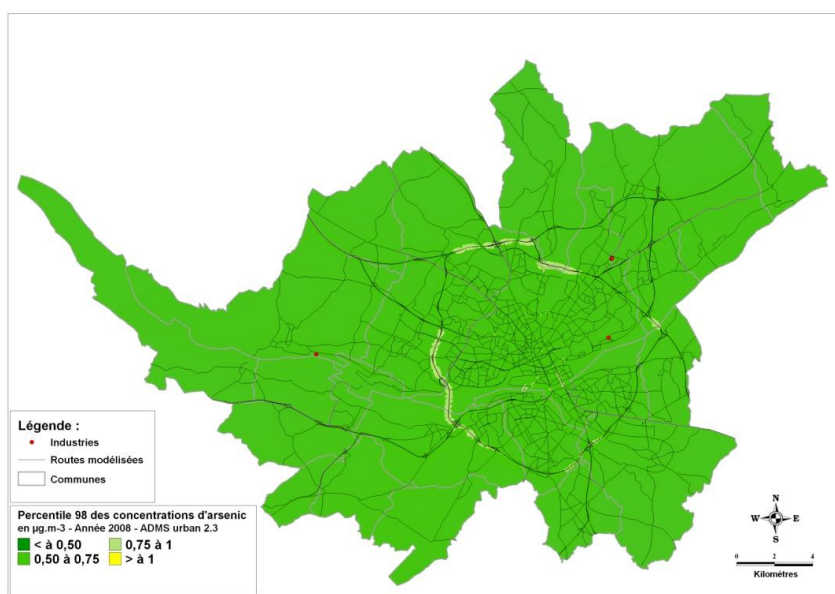 Légende :
Industries
Routes modélisées
Communes
Percentile 98 des concentrations d'arsenic
en µg.m-3 - Année 2008 - ADMS urban 2.3
< à 0,50 0,75 à 1
0,50 à 0,75 > à 1
N
W E
S
0 2 4
Kilomètres